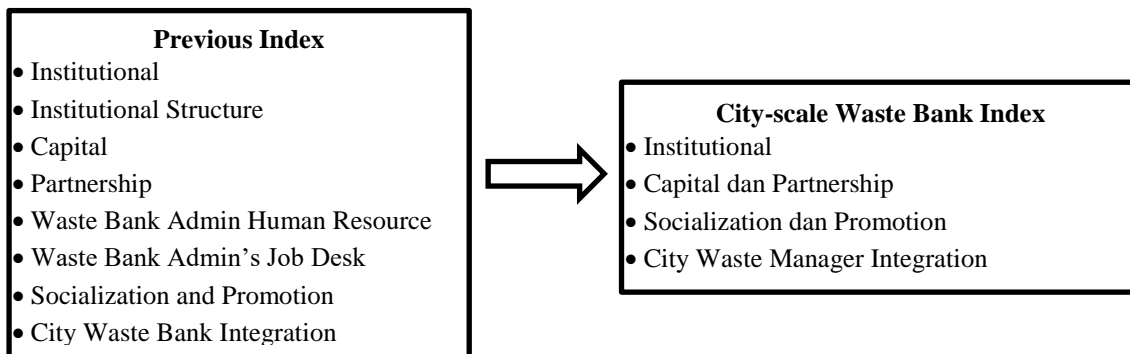 Previous Index
• Institutional
• Institutional Structure
• Capital
• Partnership
• Waste Bank Admin Human Resource
• Waste Bank Admin’s Job Desk
• Socialization and Promotion
• City Waste Bank Integration
City-scale Waste Bank Index
• Institutional
• Capital dan Partnership
• Socialization dan Promotion
• City Waste Manager Integration